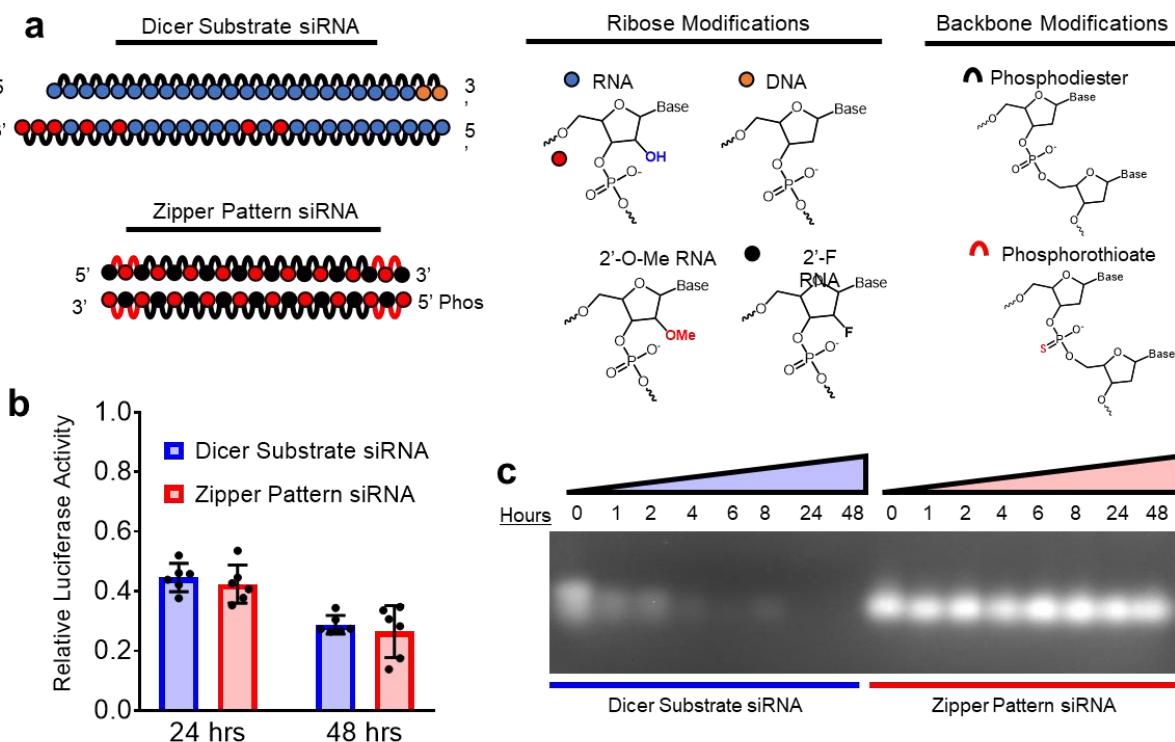 a
Dicer Substrate siRNA
5
3
,
’
5
,
Zipper Pattern siRNA
5’
3’
3’
5’ Phos
Ribose Modifications
RNA
DNA
O
Base
O
OH
O
O-
P
O
O
O
Base
O
O
O-
P
O
O
2’-O-Me RNA
2’-F
RNA
O
Base
O
OMe
O
O-
P
O
O
O
Base
O
F
O
O-
P
O
O
Backbone Modifications
Phosphodiester
O
Base
O
O
O-
P
O
O
O
Base
O
Phosphorothioate
O
Base
O
O
O-
P
S
O
O
Base
O
b
Relative Luciferase Activity
1.0
0.8
0.6
0.4
0.2
0.0
Dicer Substrate siRNA
Zipper Pattern siRNA
24 hrs
48 hrs
c
Hours 0 1 2 4 6 8 24 48 0 1 2 4 6 8 24 48
Dicer Substrate siRNA
Zipper Pattern siRNA